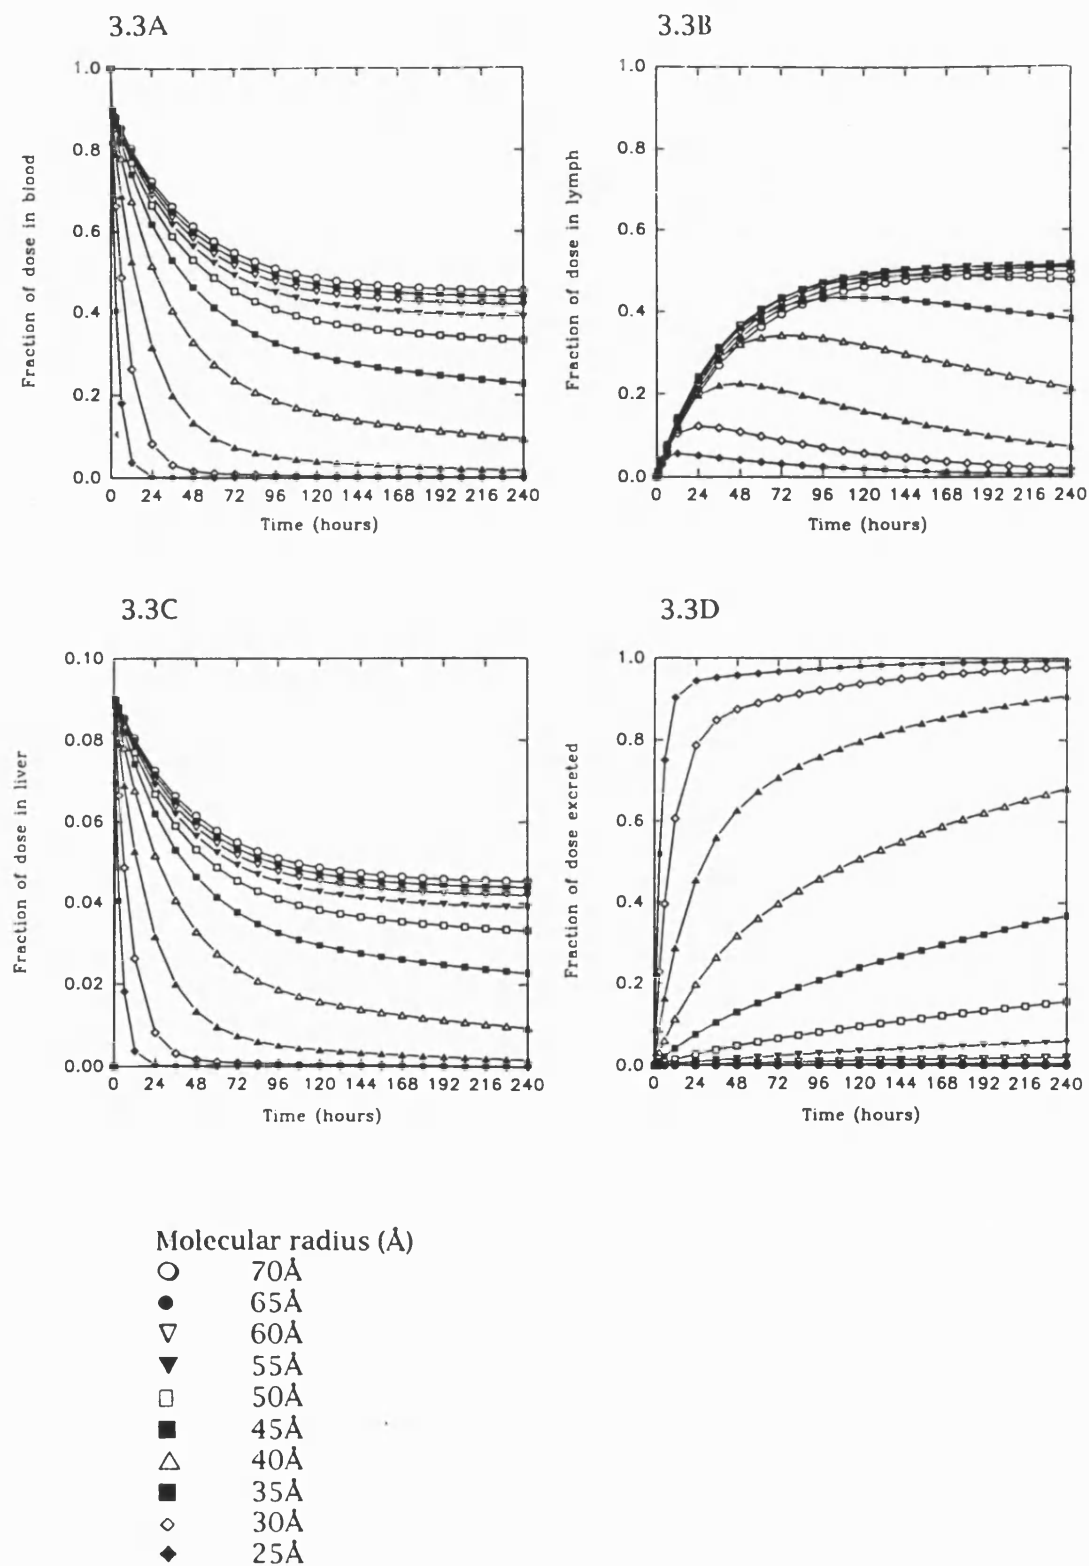 3.3A
Fraction of dose in blood
1.0
0.8
0.6
0.4
0.2
0.0
0 24 48 72 96 120 144 168 192 216 240
Time (hours)
3.3B
Fraction of dose in lymph
1.0
0.8
0.6
0.4
0.2
0.0
0 24 48 72 96 120 144 168 192 216 240
Time (hours)
3.3C
Fraction of dose in liver
0.10
0.08
0.06
0.04
0.02
0.00
0 24 48 72 96 120 144 168 192 216 240
Time (hours)
3.3D
Fraction of dose excreted
1.0
0.8
0.6
0.4
0.2
0.0
0 24 48 72 96 120 144 168 192 216 240
Time (hours)
Molecular radius (Å)
70Å
65Å
60Å
55Å
50Å
45Å
40Å
35Å
30Å
25Å